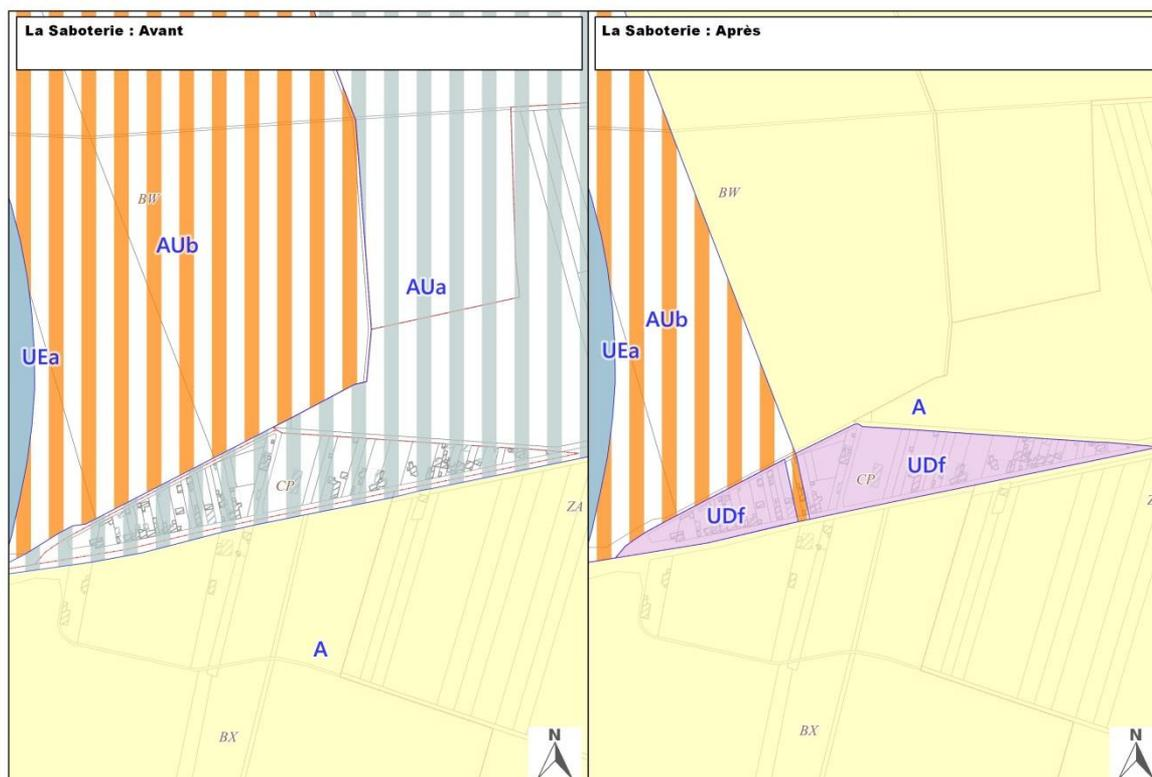 La Saboterie : Avant
BW
AUb
AUa
UEa
CP
ZA
A
BX
N
La Saboterie : Après
BW
AUb
UEa
A
UDf
CP
UDf
BX
N